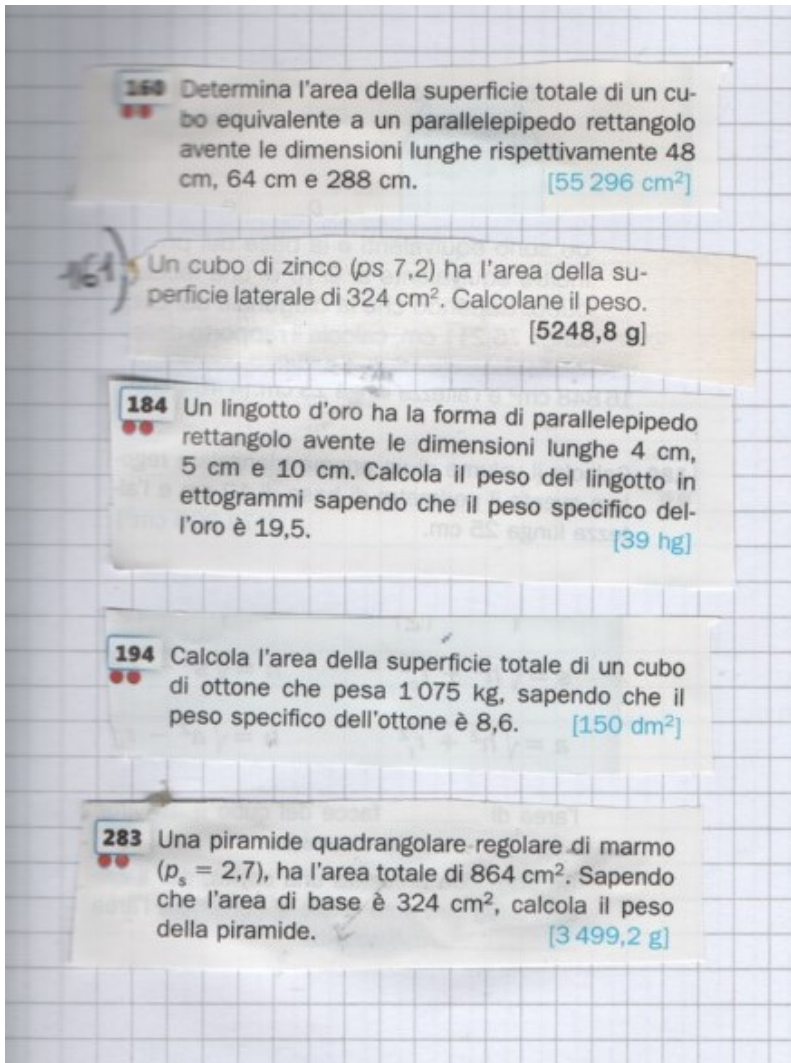 160 Determina l'area della superficie totale di un cu-
bo equivalente a un parallelepipedo rettangolo
avente le dimensioni lunghe rispettivamente 48
cm, 64 cm e 288 cm. [55 296 cm²]
161) Un cubo di zinco (ps 7,2) ha l'area della su-
perficie laterale di 324 cm². Calcolane il peso.
[5248,8 g]
184 Un lingotto d'oro ha la forma di parallelepipedo
rettangolo avente le dimensioni lunghe 4 cm,
5 cm e 10 cm. Calcola il peso del lingotto in
ettogrammi sapendo che il peso specifico del-
l'oro è 19,5. [39 hg]
194 Calcola l'area della superficie totale di un cubo
di ottone che pesa 1 075 kg, sapendo che il
peso specifico dell'ottone è 8,6. [150 dm²]
283 Una piramide quadrangolare regolare di marmo
(pₛ = 2,7), ha l'area totale di 864 cm². Sapendo
che l'area di base è 324 cm², calcola il peso
della piramide. [3 499,2 g]